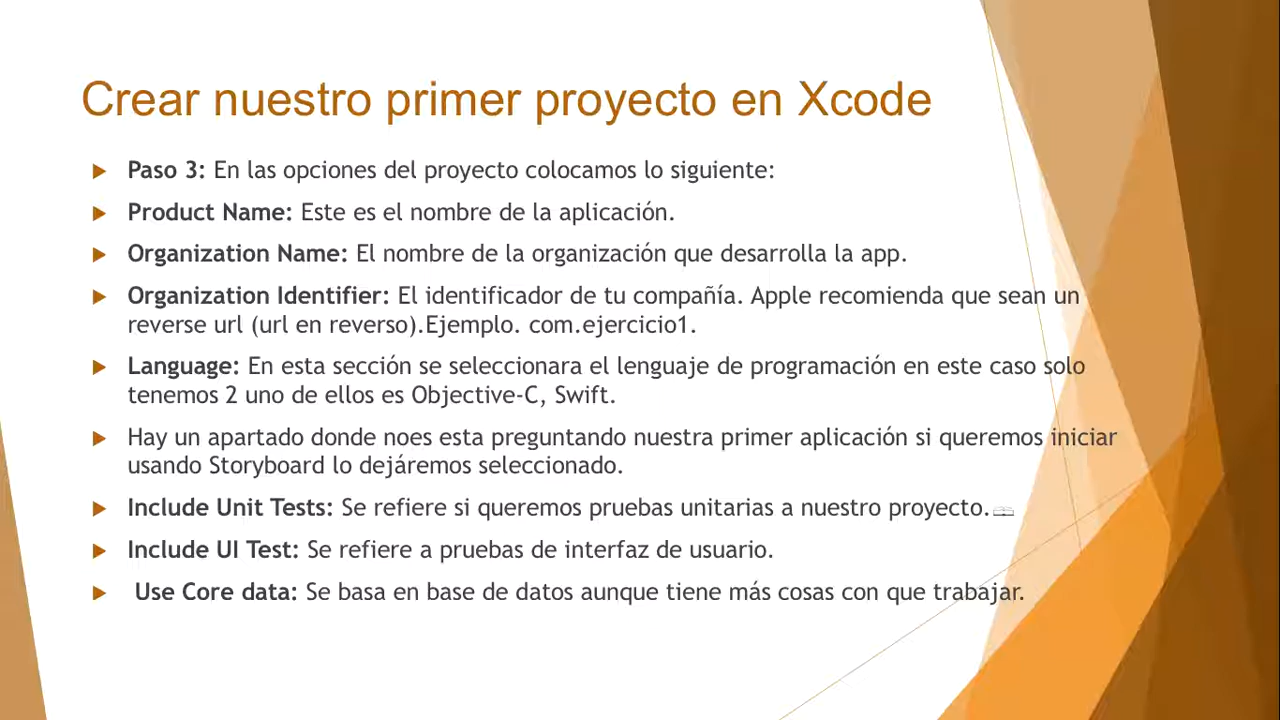 Crear nuestro primer proyecto en Xcode
Paso 3: En las opciones del proyecto colocamos lo siguiente:
Product Name: Este es el nombre de la aplicación.
Organization Name: El nombre de la organización que desarrolla la app.
Organization Identifier: El identificador de tu compañía. Apple recomienda que sean un
reverse url (url en reverso).Ejemplo. com.ejercicio1.
Language: En esta sección se seleccionara el lenguaje de programación en este caso solo
tenemos 2 uno de ellos es Objective-C, Swift.
Hay un apartado donde noes esta preguntando nuestra primer aplicación si queremos iniciar
usando Storyboard lo dejáremos seleccionado.
Include Unit Tests: Se refiere si queremos pruebas unitarias a nuestro proyecto.
Include UI Test: Se refiere a pruebas de interfaz de usuario.
Use Core data: Se basa en base de datos aunque tiene más cosas con que trabajar.